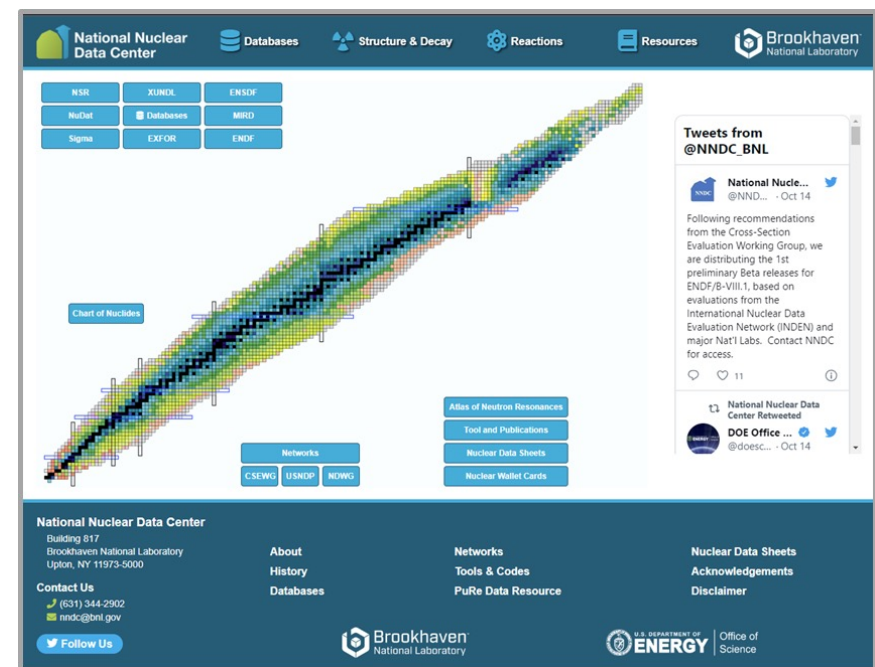 National Nuclear
Data Center
Databases
Structure & Decay
Reactions
Resources
Brookhaven
National Laboratory
NSR
XUNDL
ENSDF
NuDat
Databases
MIRD
Sigma
EXFOR
ENDF
Chart of Nuclides
Atlas of Neutron Resonances
Tool and Publications
Nuclear Data Sheets
Nuclear Wallet Cards
Networks
CSEWG
USNDP
NDWG
Tweets from
@NNDC_BNL
NNDC
National Nucle...
@NND... · Oct 14
Following recommendations
from the Cross-Section
Evaluation Working Group, we
are distributing the 1st
preliminary Beta releases for
ENDF/B-VIII.1, based on
evaluations from the
International Nuclear Data
Evaluation Network (INDEN) and
major Nat'l Labs. Contact NNDC
for access.
11
National Nuclear Data
Center Retweeted
DOE Office ...
@doesc... · Oct 14
ENERGY
National Nuclear Data Center
Building 817
Brookhaven National Laboratory
Upton, NY 11973-5000
Contact Us
(631) 344-2902
nndc@bnl.gov
Follow Us
About
History
Databases
Networks
Tools & Codes
PuRe Data Resource
Nuclear Data Sheets
Acknowledgements
Disclaimer
Brookhaven
National Laboratory
U.S. DEPARTMENT OF
ENERGY
Office of
Science